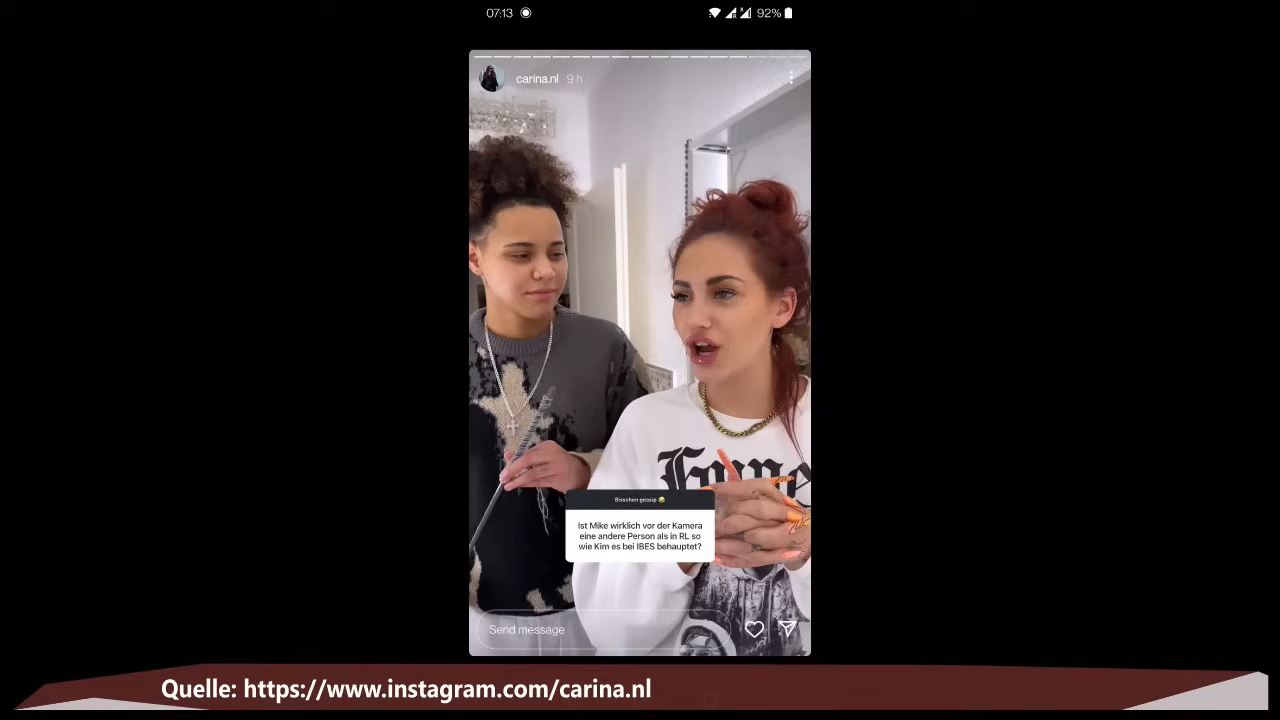 07:13
92%
carina.nl 9 h
Bisschen gossip 😂
Ist Mike wirklich vor der Kamera
eine andere Person als in RL so
wie Kim es bei IBES behauptet?
Send message
Quelle: https://www.instagram.com/carina.nl